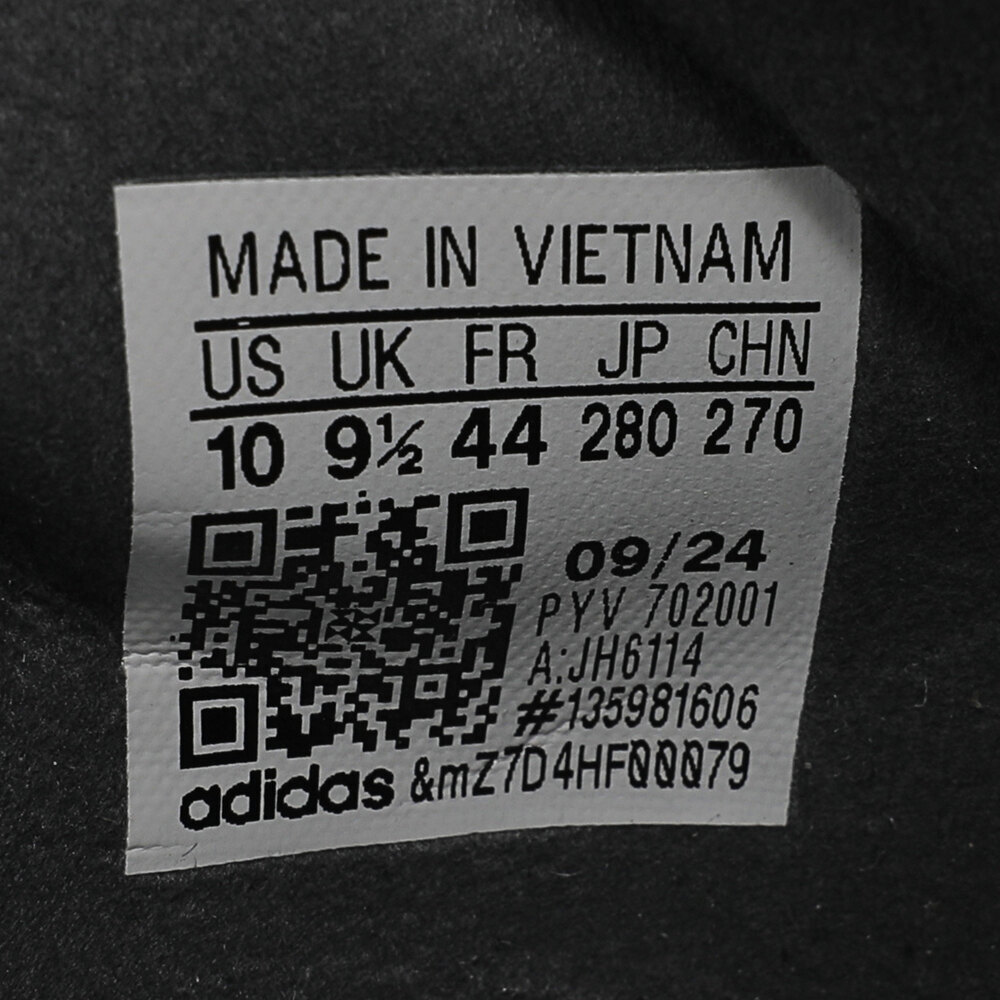 MADE IN VIETNAM
US UK FR JP CHN
10 9½ 44 280 270
09/24
PYV 702001
A:JH6114
#135981606
adidas &mZ7D4HF00079